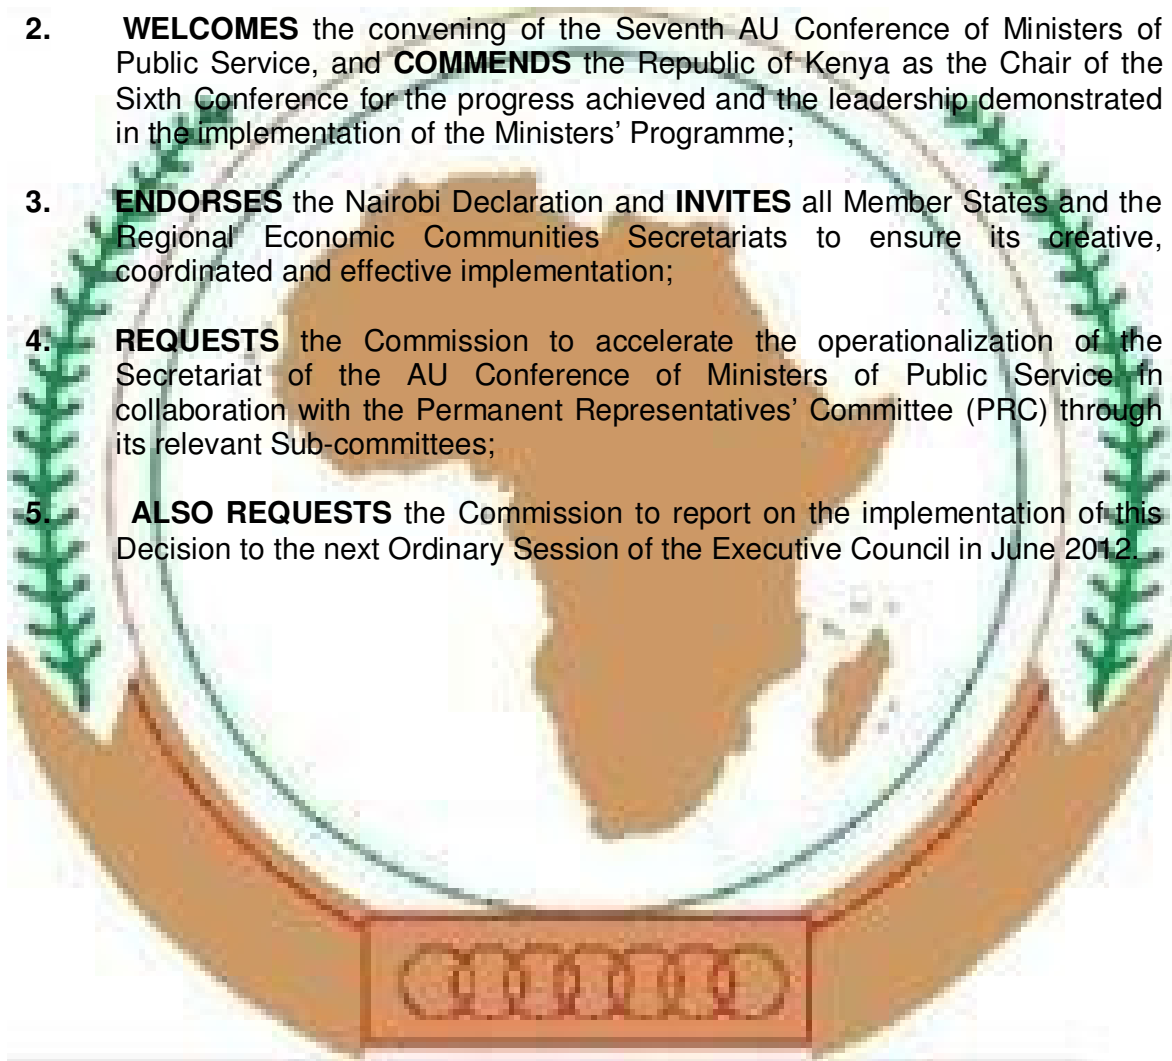 2. WELCOMES the convening of the Seventh AU Conference of Ministers of
Public Service, and COMMENDS the Republic of Kenya as the Chair of the
Sixth Conference for the progress achieved and the leadership demonstrated
in the implementation of the Ministers’ Programme;
3. ENDORSES the Nairobi Declaration and INVITES all Member States and the
Regional Economic Communities Secretariats to ensure its creative,
coordinated and effective implementation;
4. REQUESTS the Commission to accelerate the operationalization of the
Secretariat of the AU Conference of Ministers of Public Service in
collaboration with the Permanent Representatives’ Committee (PRC) through
its relevant Sub-committees;
5. ALSO REQUESTS the Commission to report on the implementation of this
Decision to the next Ordinary Session of the Executive Council in June 2012.